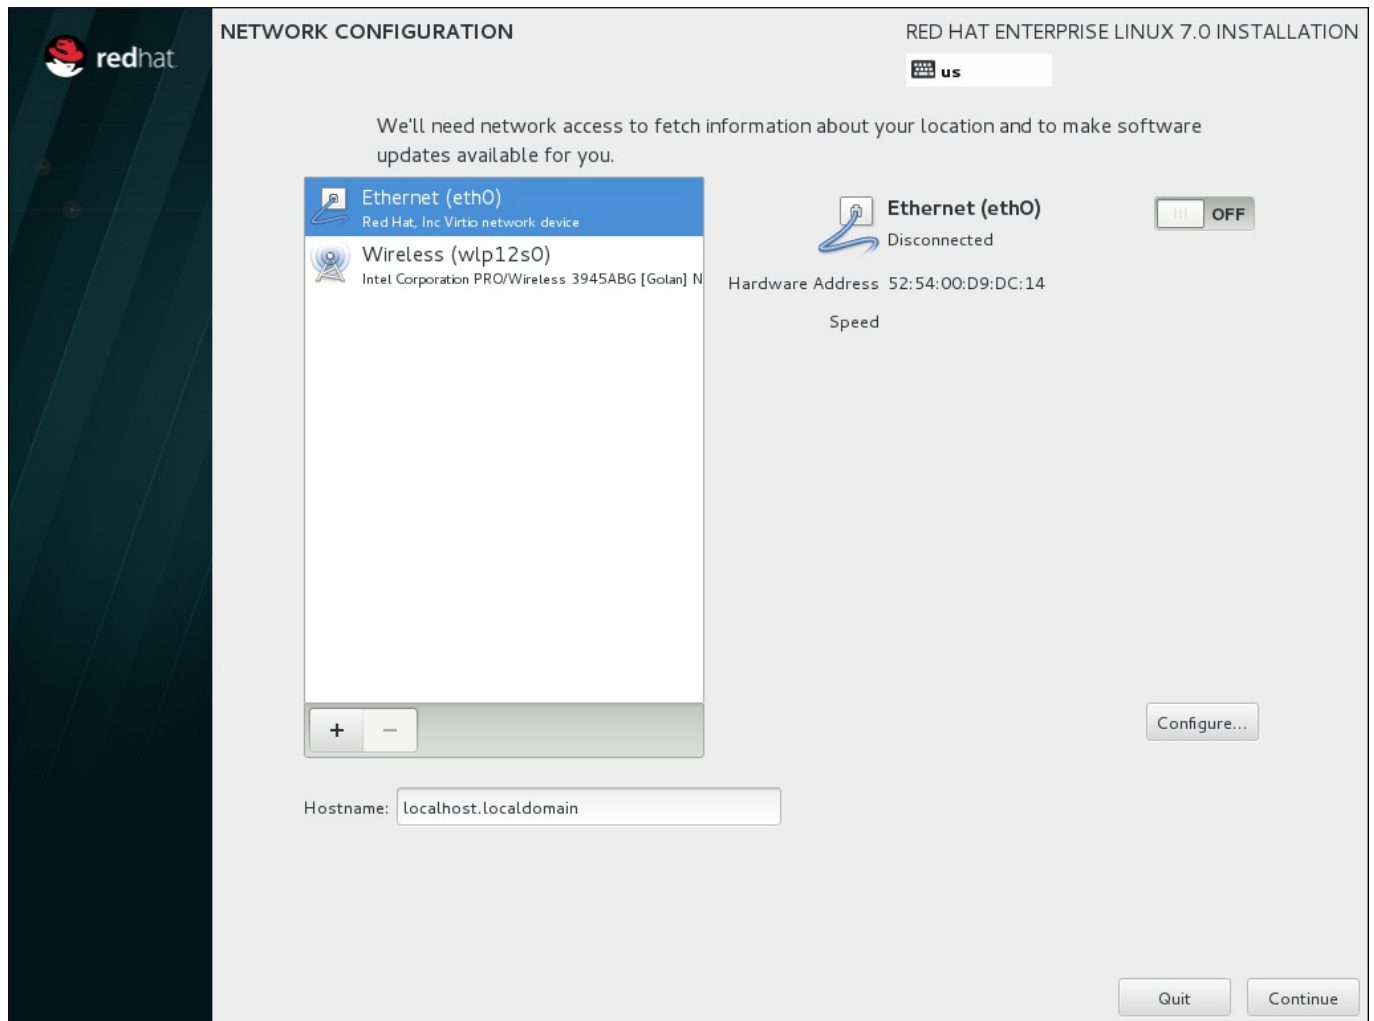 redhat
NETWORK CONFIGURATION
RED HAT ENTERPRISE LINUX 7.0 INSTALLATION
us
We'll need network access to fetch information about your location and to make software
updates available for you.
Ethernet (eth0)
Red Hat, Inc Virtio network device
Wireless (wlp12s0)
Intel Corporation PRO/Wireless 3945ABG [Golan] N
Ethernet (eth0)
OFF
Disconnected
Hardware Address 52:54:00:D9:DC:14
Speed
+ −
Configure...
Hostname: localhost.localdomain
Quit Continue